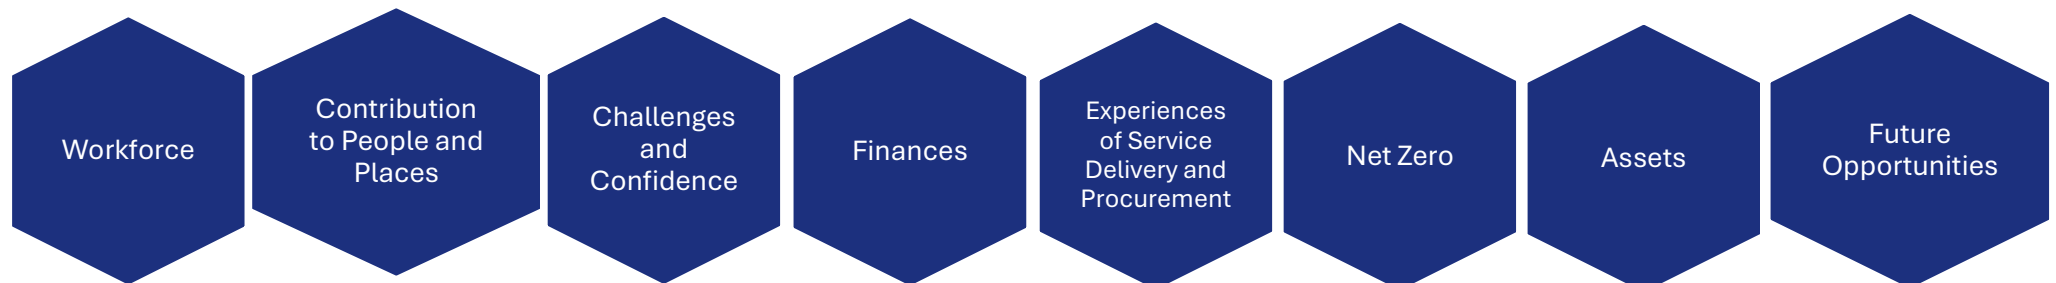 Workforce
Contribution
to People and
Places
Challenges
and
Confidence
Finances
Experiences
of Service
Delivery and
Procurement
Net Zero
Assets
Future
Opportunities